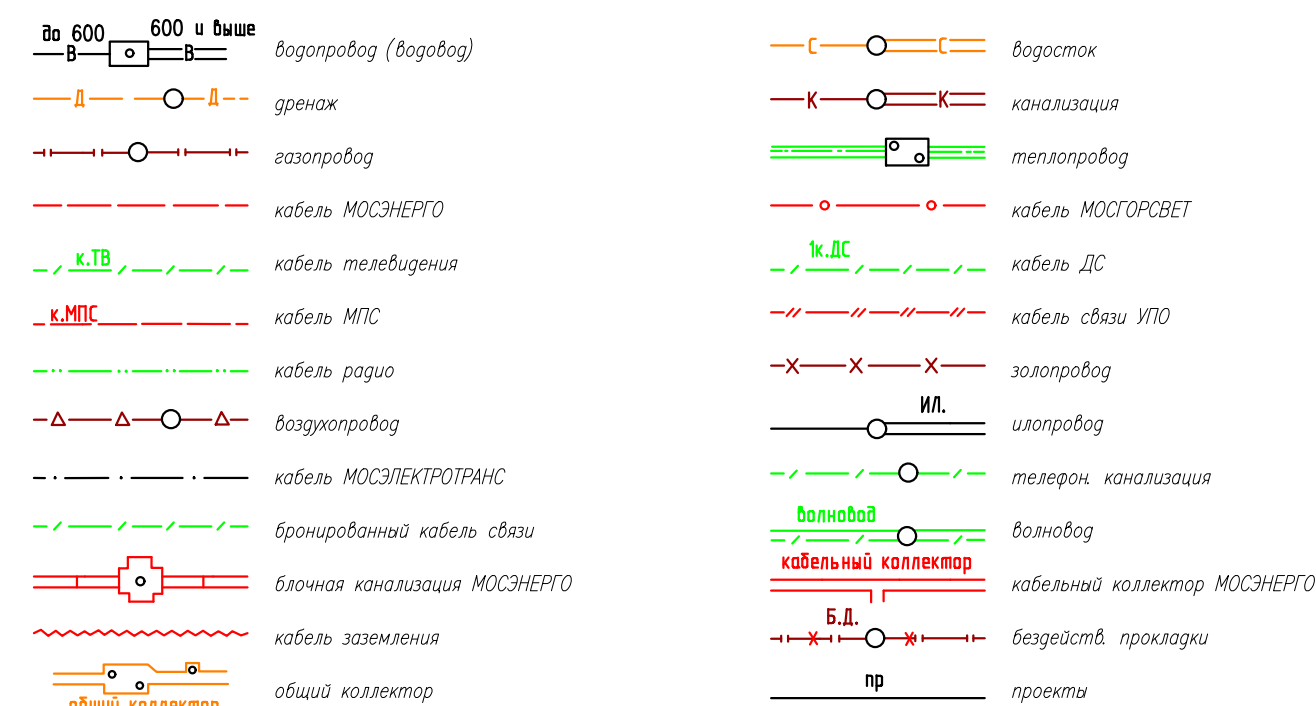 до 600 600 и выше
В В водопровод (водовод)
Д Д дренаж
газопровод
кабель МОСЭНЕРГО
к.ТВ
кабель телевидения
к.МПС
кабель МПС
кабель радио
воздухопровод
кабель МОСЭЛЕКТРОТРАНС
бронированный кабель связи
блочная канализация МОСЭНЕРГО
кабель заземления
общий коллектор
общий коллектор
С С водосток
К К канализация
теплопровод
кабель МОСГОРСВЕТ
1к.ДС
кабель ДС
кабель связи УПО
золопровод
ИЛ.
илопровод
телефон. канализация
волновод
волновод
кабельный коллектор
кабельный коллектор МОСЭНЕРГО
Б.Д.
бездейств. прокладки
пр
проекты